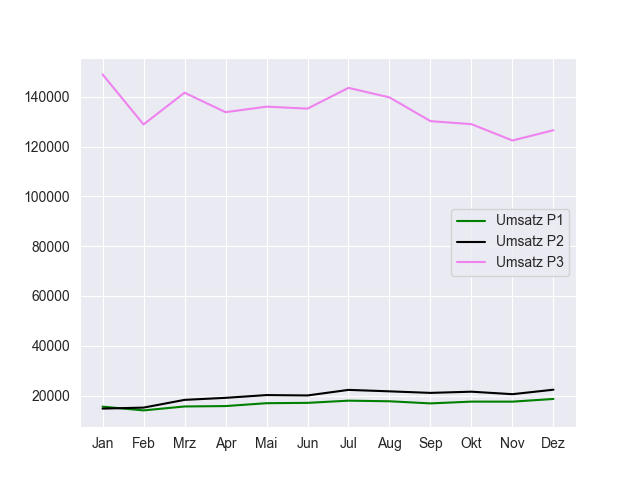 140000
120000
100000
80000
60000
40000
20000
Umsatz P1
Umsatz P2
Umsatz P3
Jan Feb Mrz Apr Mai Jun Jul Aug Sep Okt Nov Dez